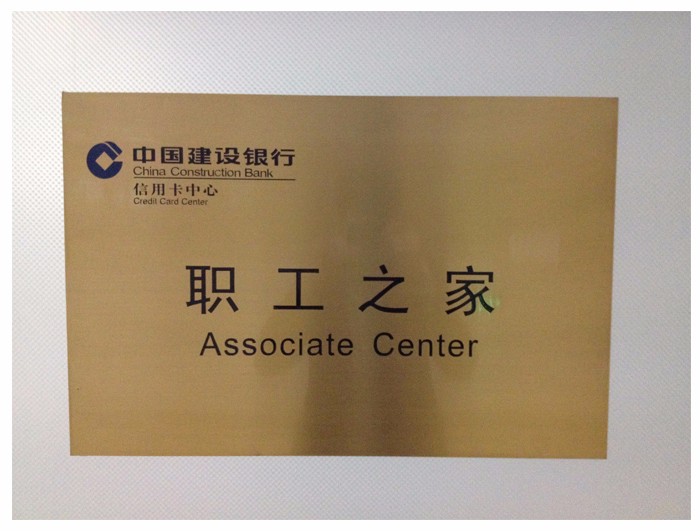 中国建设银行
China Construction Bank
信用卡中心
Credit Card Center
职工之家
Associate Center